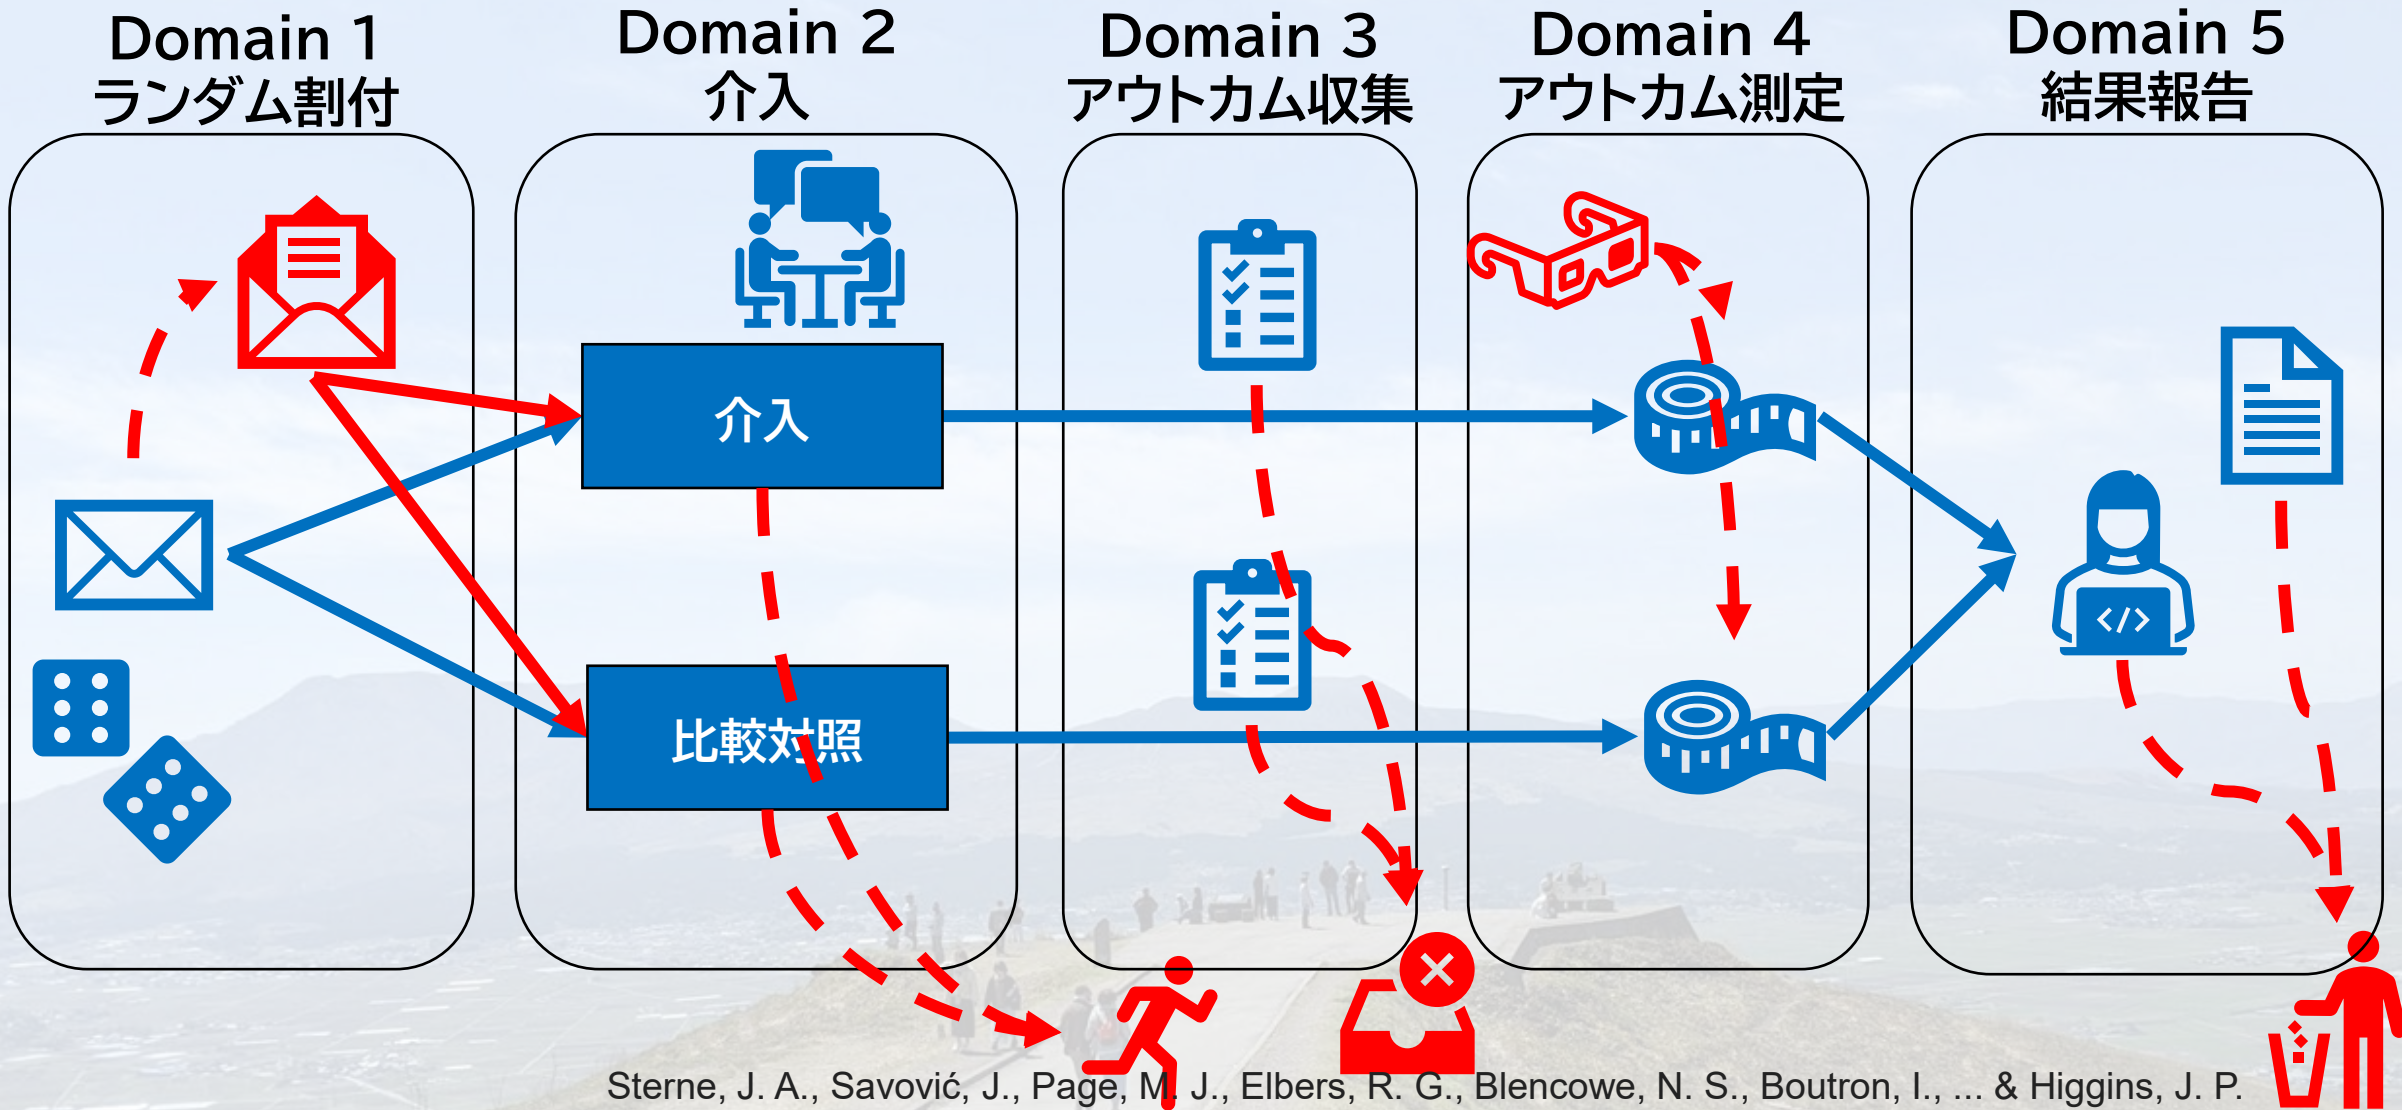 Domain 1
ランダム割付
Domain 2
介入
Domain 3
アウトカム収集
Domain 4
アウトカム測定
Domain 5
結果報告
介入
比較対照
</>
Sterne, J. A., Savović, J., Page, M. J., Elbers, R. G., Blencowe, N. S., Boutron, I., ... & Higgins, J. P.